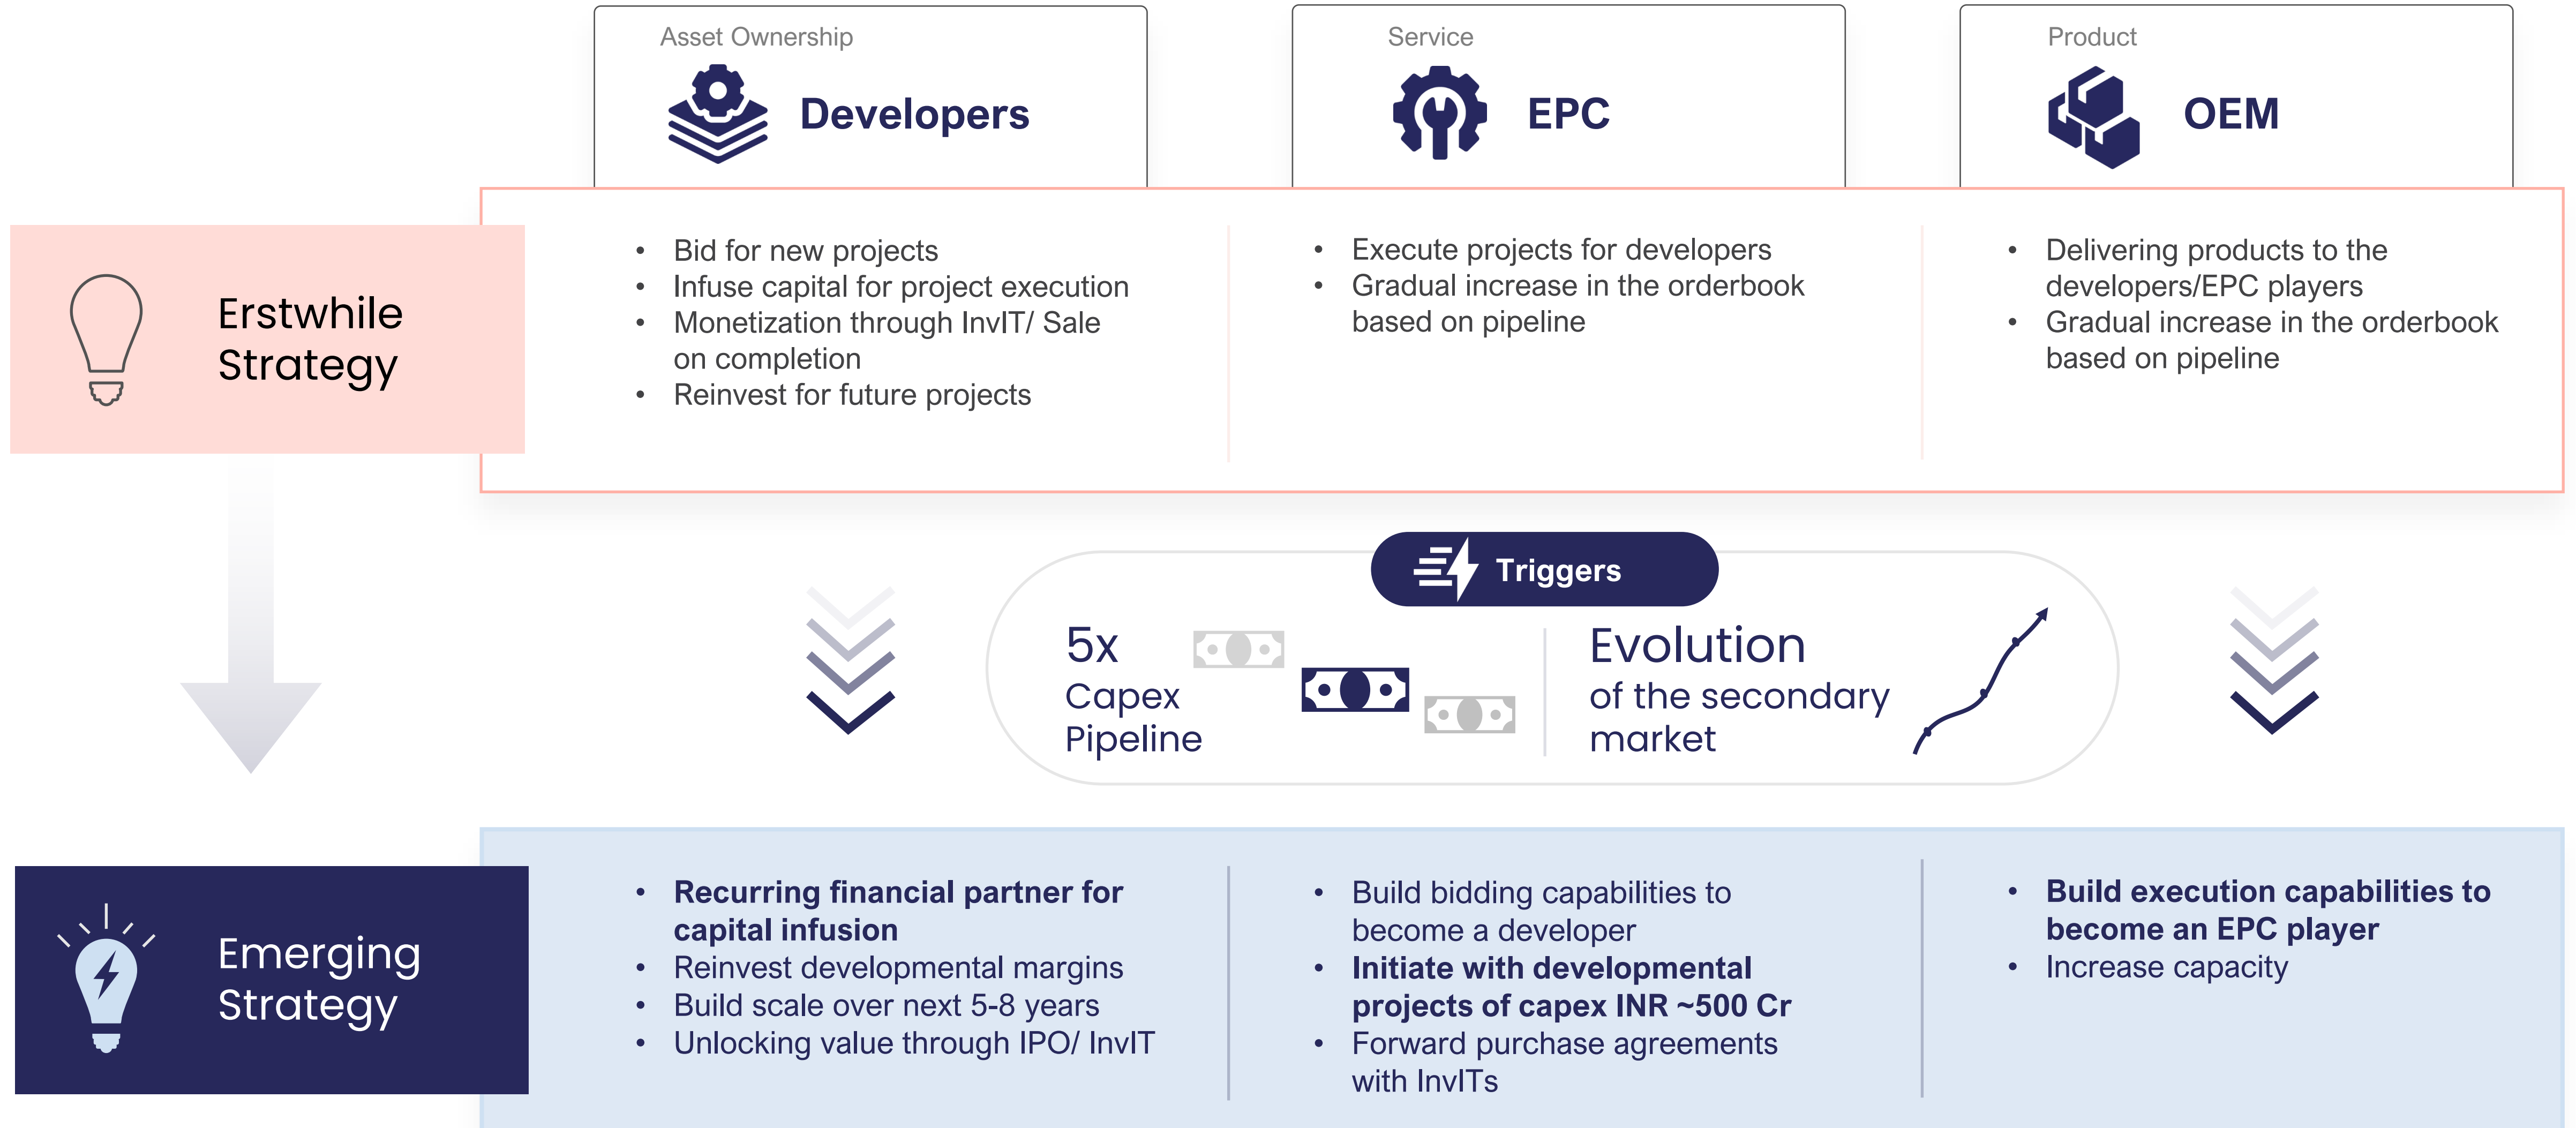 Asset Ownership
Developers
Service
EPC
Product
OEM
Erstwhile
Strategy
• Bid for new projects
• Infuse capital for project execution
• Monetization through InvIT/ Sale
on completion
• Reinvest for future projects
• Execute projects for developers
• Gradual increase in the orderbook
based on pipeline
• Delivering products to the
developers/EPC players
• Gradual increase in the orderbook
based on pipeline
Triggers
5x
Capex
Pipeline
Evolution
of the secondary
market
Emerging
Strategy
• Recurring financial partner for
capital infusion
• Reinvest developmental margins
• Build scale over next 5-8 years
• Unlocking value through IPO/ InvIT
• Build bidding capabilities to
become a developer
• Initiate with developmental
projects of capex INR ~500 Cr
• Forward purchase agreements
with InvITs
• Build execution capabilities to
become an EPC player
• Increase capacity